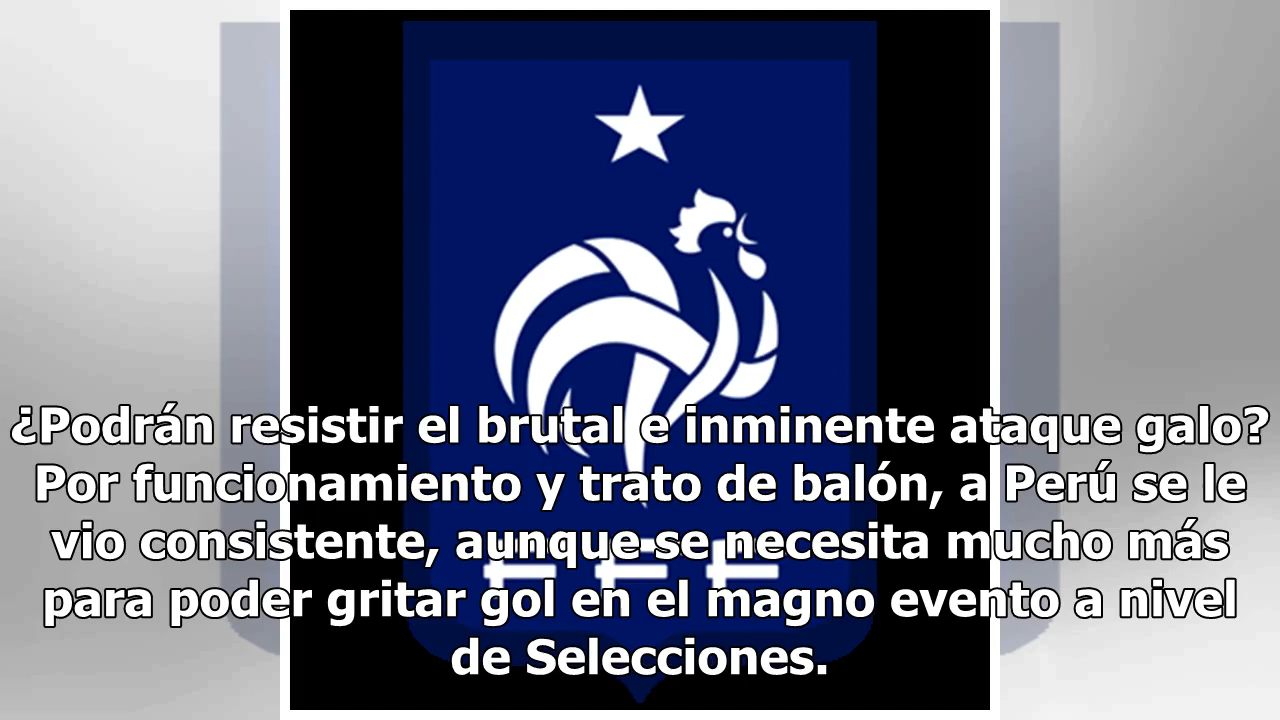 ¿Podrán resistir el brutal e inminente ataque galo?
Por funcionamiento y trato de balón, a Perú se le
vio consistente, aunque se necesita mucho más
para poder gritar gol en el magno evento a nivel
de Selecciones.
FFF